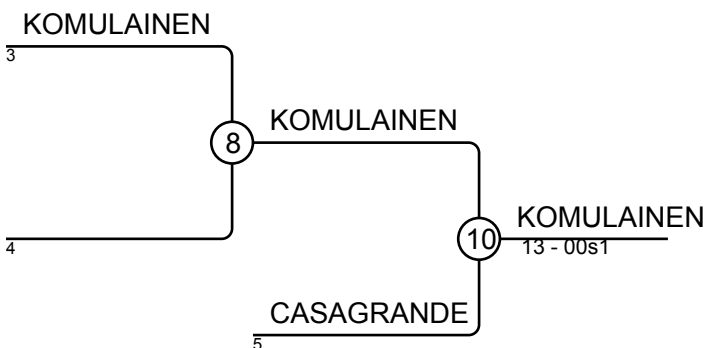 KOMULAINEN
3
8
KOMULAINEN
4
10
KOMULAINEN
13 - 00s1
CASAGRANDE
5